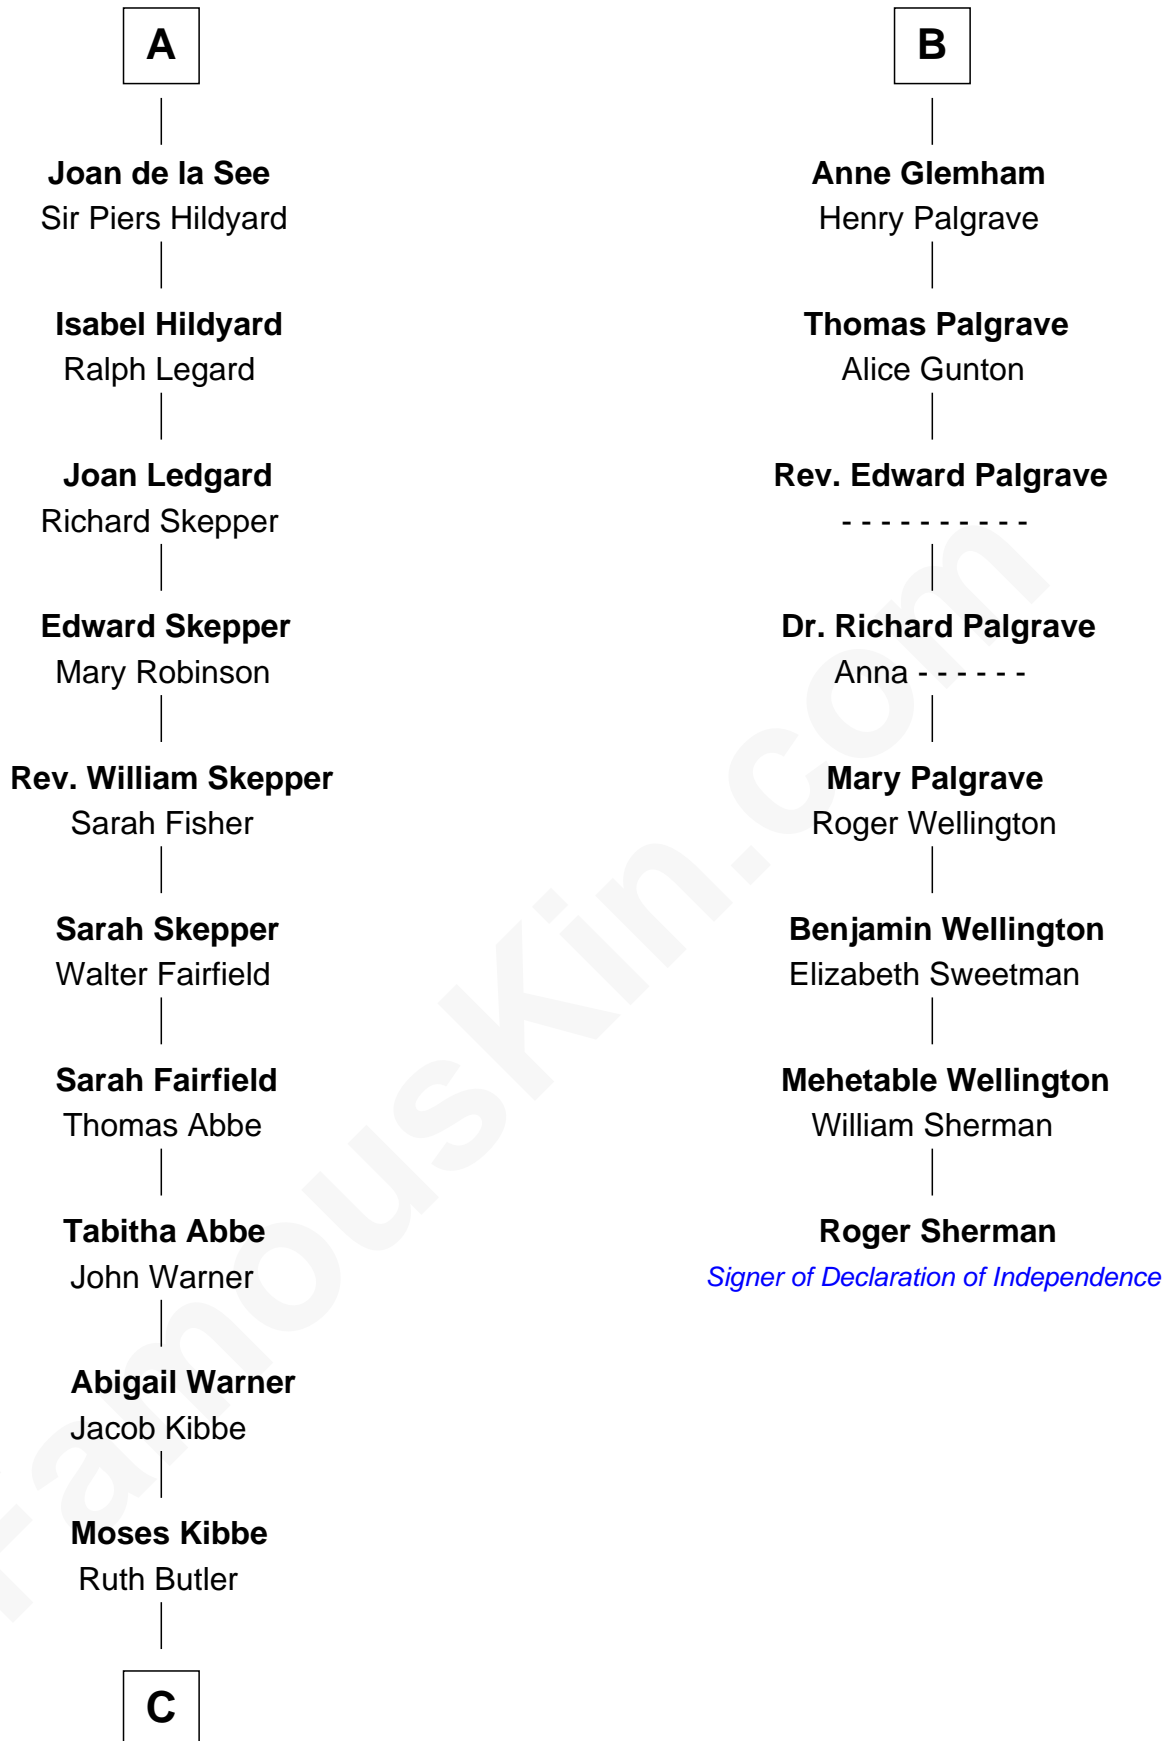 A
Joan de la See
Sir Piers Hildyard
Isabel Hildyard
Ralph Legard
Joan Ledgard
Richard Skepper
Edward Skepper
Mary Robinson
Rev. William Skepper
Sarah Fisher
Sarah Skepper
Walter Fairfield
Sarah Fairfield
Thomas Abbe
Tabitha Abbe
John Warner
Abigail Warner
Jacob Kibbe
Moses Kibbe
Ruth Butler
C
B
Anne Glemham
Henry Palgrave
Thomas Palgrave
Alice Gunton
Rev. Edward Palgrave
- - - - - - - - - -
Dr. Richard Palgrave
Anna - - - - - -
Mary Palgrave
Roger Wellington
Benjamin Wellington
Elizabeth Sweetman
Mehetable Wellington
William Sherman
Roger Sherman
Signer of Declaration of Independence
FamousKin.com